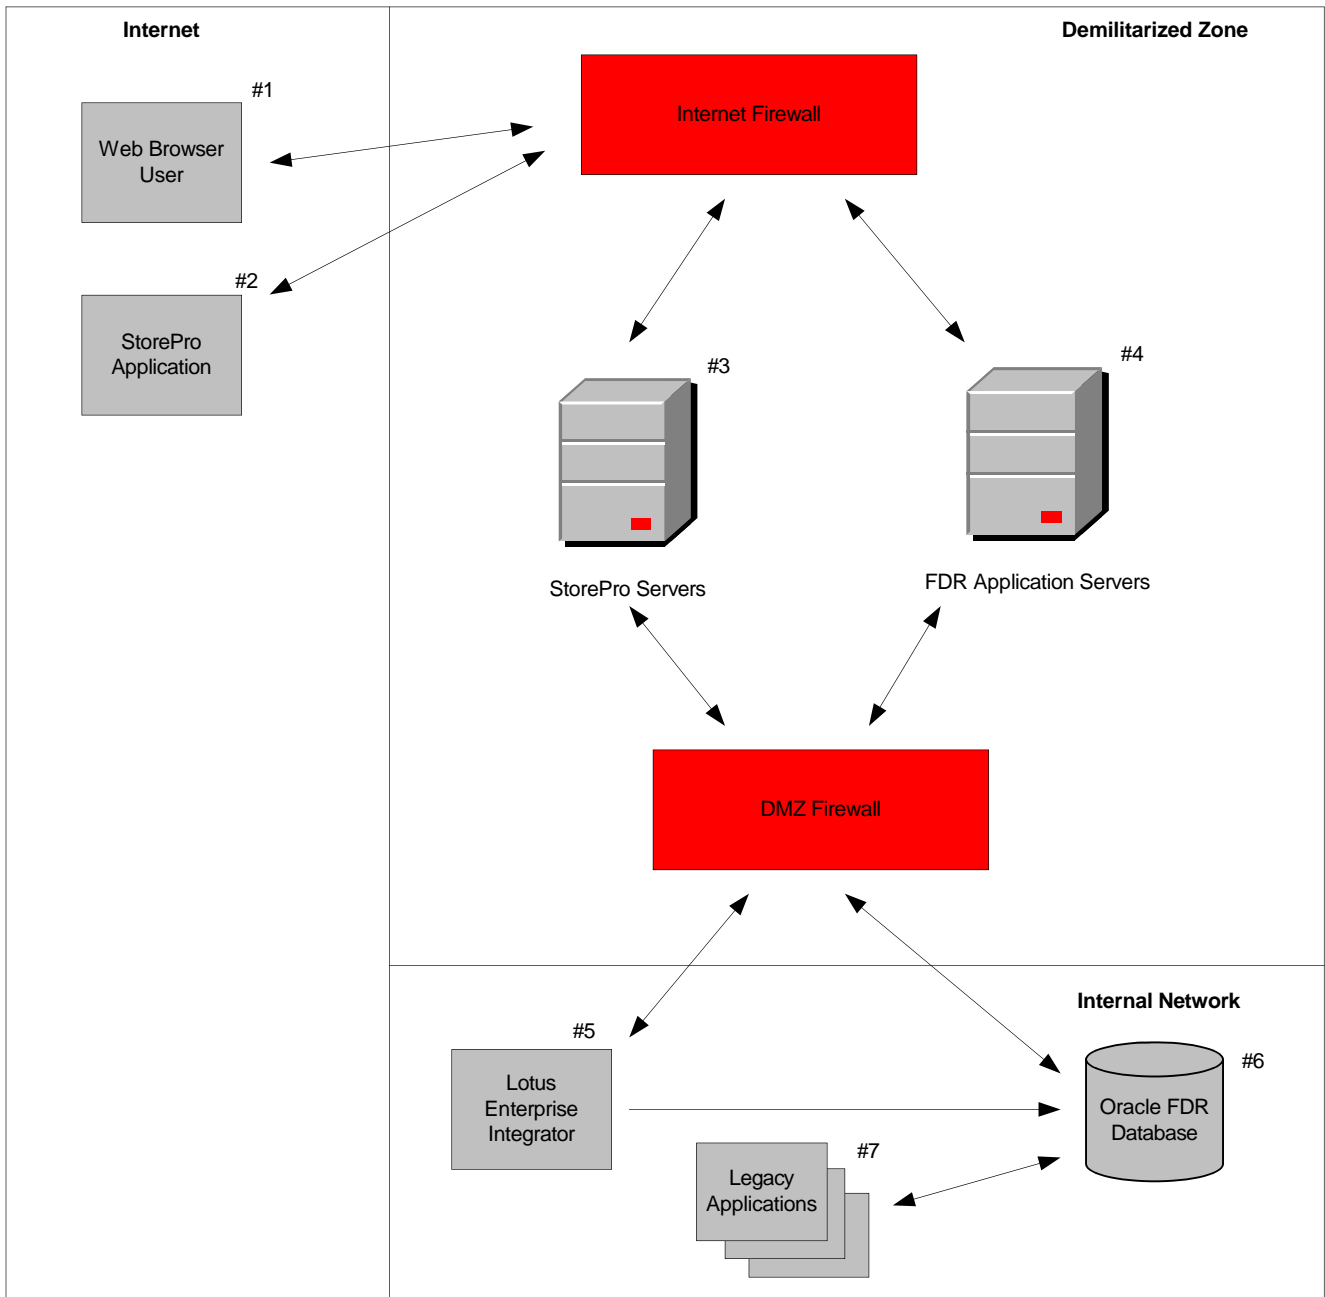 Internet
Demilitarized Zone
#1
Web Browser
User
Internet Firewall
#2
StorePro
Application
#3
#4
StorePro Servers
FDR Application Servers
DMZ Firewall
Internal Network
#5
Lotus
Enterprise
Integrator
#6
Oracle FDR
Database
#7
Legacy
Applications